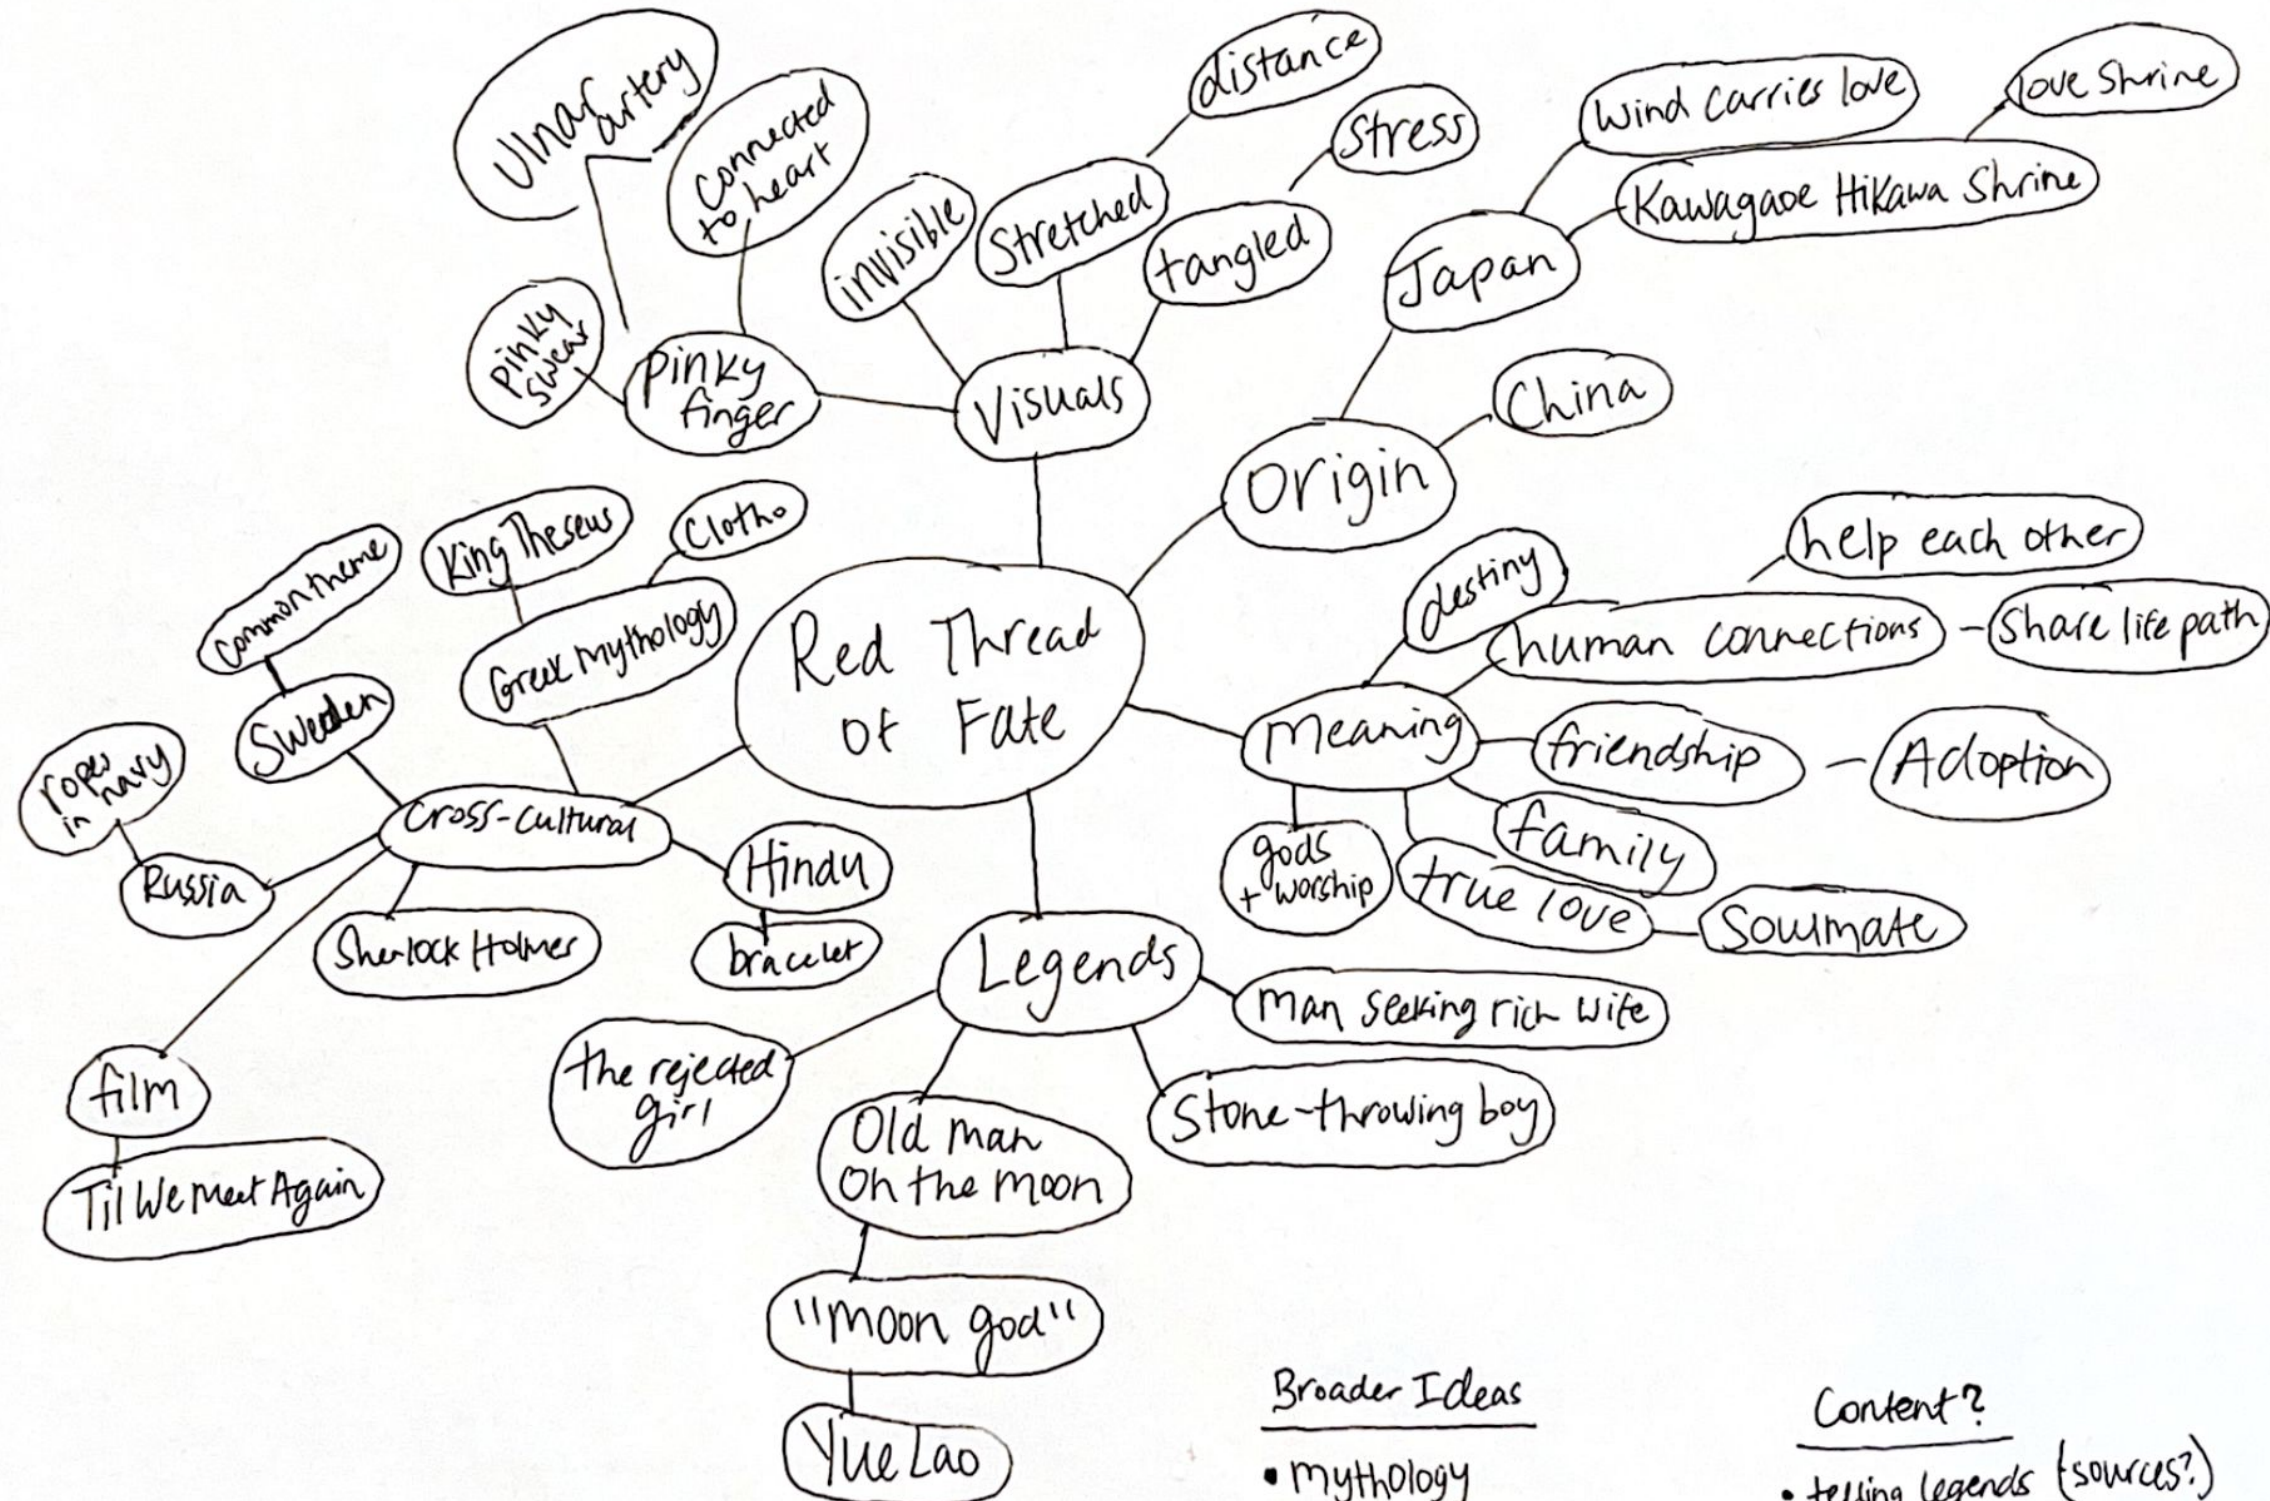 Ulnar
artery
connected
to heart
pinky
swear
pinky
finger
invisible
Stretched
distance
tangled
stress
Visuals
Japan
Wind carries love
Kawagaoe Hikawa Shrine
love shrine
China
Origin
Red Thread
of Fate
King Theseus
Clotho
Greek mythology
common theme
Sweden
ropes
in navy
Russia
Cross-cultural
Sherlock Holmes
Hindu
bracelet
film
Til We Meet Again
Meaning
destiny
human connections
help each other
share life path
friendship
Adoption
family
true love
Soulmate
gods
+ worship
Legends
man seeking rich wife
Stone-throwing boy
the rejected
girl
Old man
on the moon
"moon god"
Yue Lao
Broader Ideas
• mythology
Content?
• telling legends (sources?)